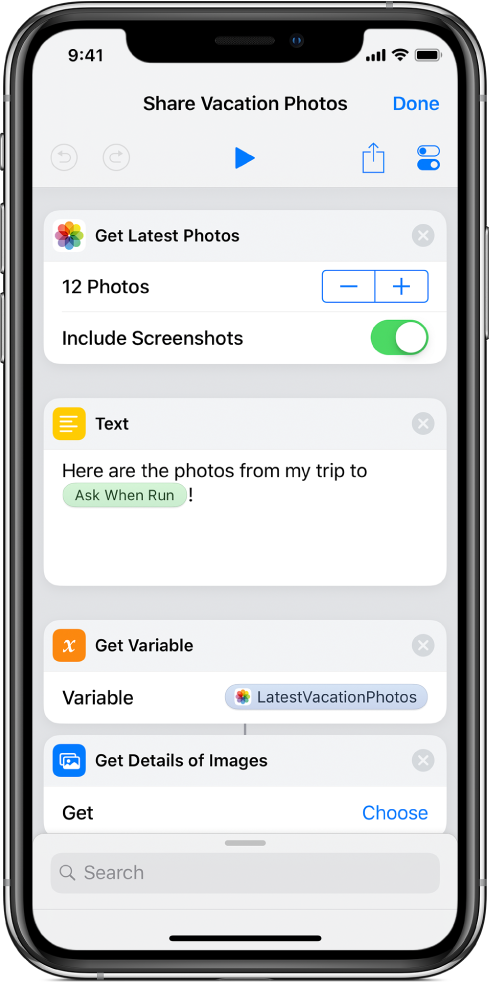 9:41
Share Vacation Photos Done
Get Latest Photos
12 Photos
Include Screenshots
Text
Here are the photos from my trip to
Ask When Run !
x Get Variable
Variable LatestVacationPhotos
Get Details of Images
Get Choose
Search